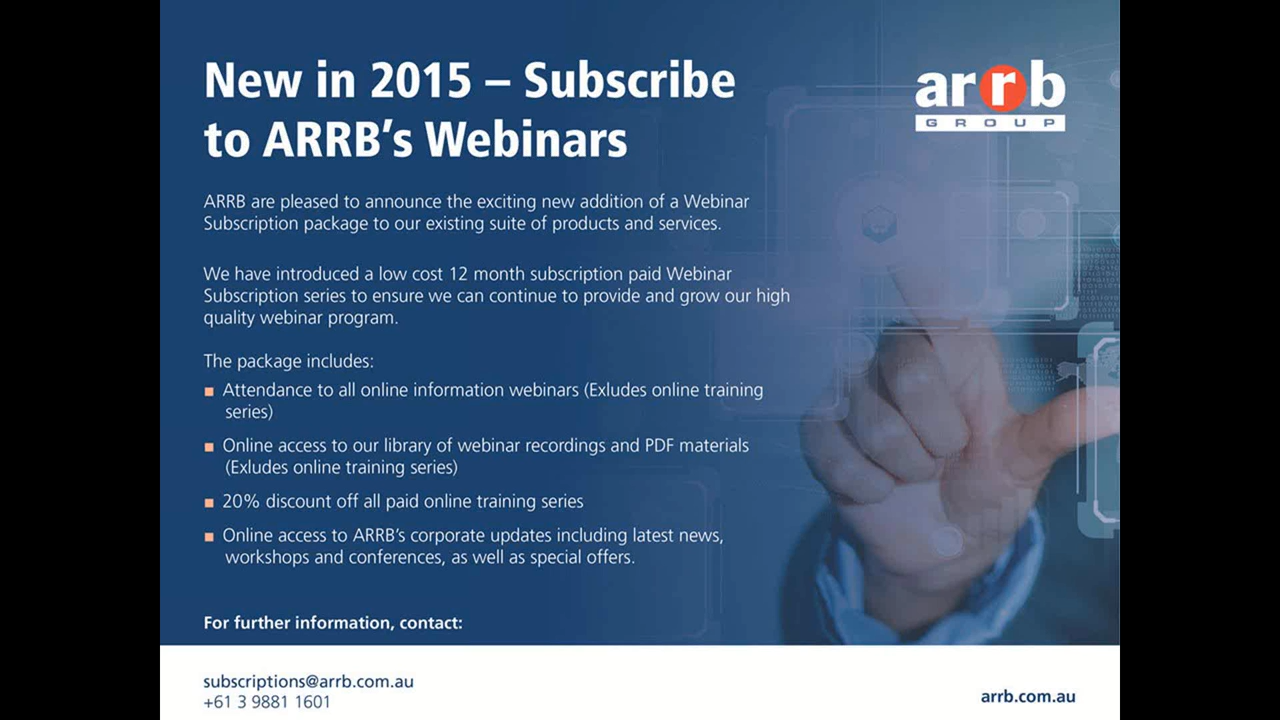 New in 2015 – Subscribe
to ARRB’s Webinars
arrb
GROUP
ARRB are pleased to announce the exciting new addition of a Webinar
Subscription package to our existing suite of products and services.
We have introduced a low cost 12 month subscription paid Webinar
Subscription series to ensure we can continue to provide and grow our high
quality webinar program.
The package includes:
■ Attendance to all online information webinars (Exludes online training
series)
■ Online access to our library of webinar recordings and PDF materials
(Exludes online training series)
■ 20% discount off all paid online training series
■ Online access to ARRB’s corporate updates including latest news,
workshops and conferences, as well as special offers.
For further information, contact:
subscriptions@arrb.com.au
+61 3 9881 1601
arrb.com.au